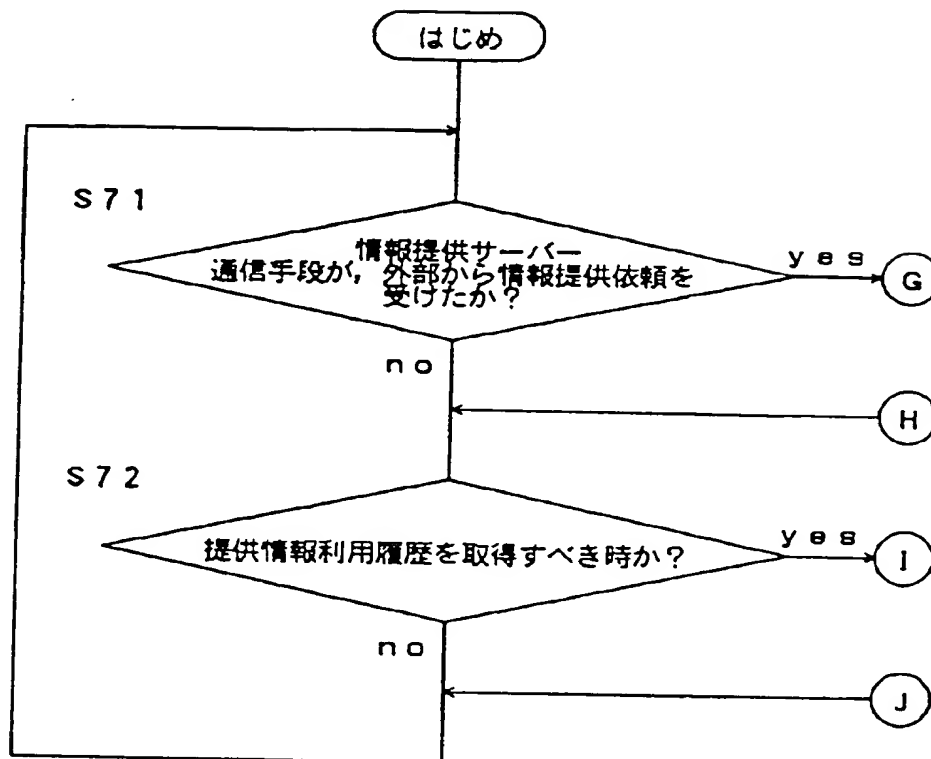 はじめ
S71
情報提供サーバー
通信手段が，外部から情報提供依頼を
受けたか？
yes
G
no
H
S72
提供情報利用履歴を取得すべき時か？
yes
I
no
J